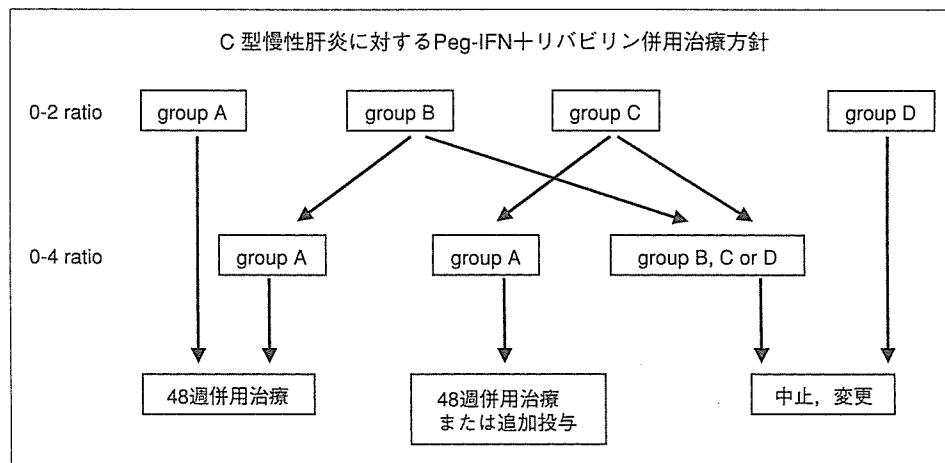 C 型慢性肝炎に対するPeg-IFN＋リバビリン併用治療方針
0-2 ratio group A group B group C group D
0-4 ratio group A group A group B, C or D
48週併用治療 48週併用治療 中止，変更
または追加投与